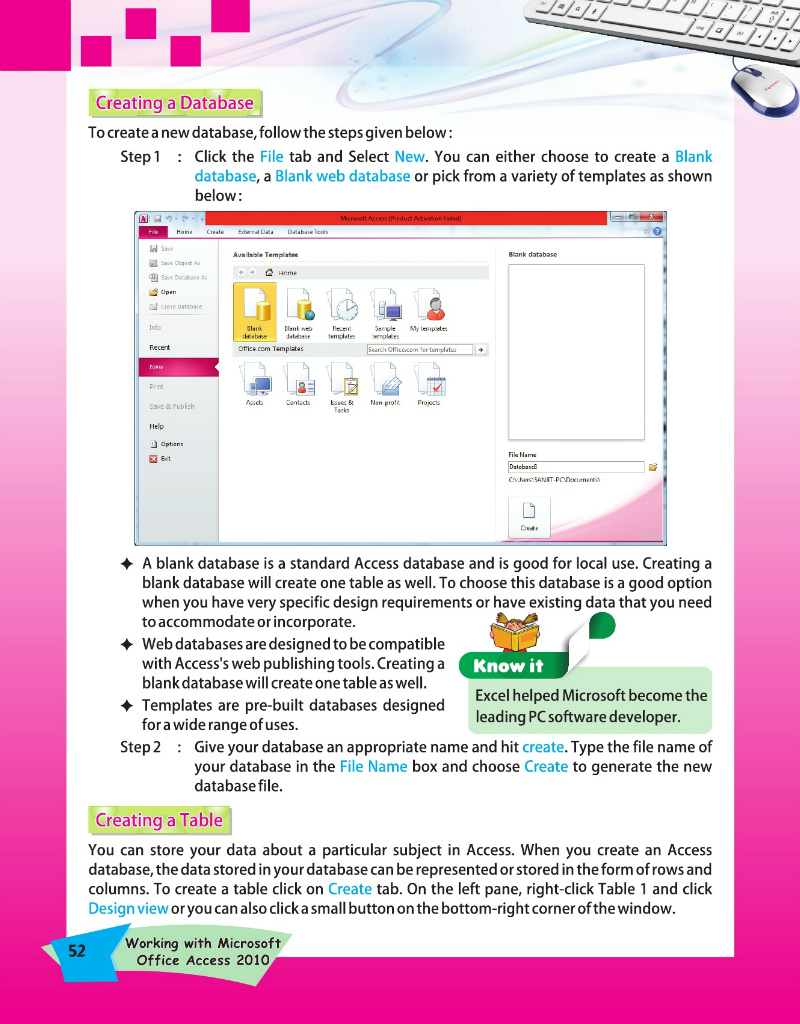 Creating a Database
To create a new database, follow the steps given below :
Step 1 : Click the File tab and Select New. You can either choose to create a Blank
database, a Blank web database or pick from a variety of templates as shown
below :
Microsoft Access (Product Activation Failed)
File Home Create External Data Database Tools
Save
Save Object As
Save Database As
Open
Close Database
Info
Recent
New
Print
Save & Publish
Help
Options
Exit
Available Templates
Home
Blank
database
Blank web
database
Recent
templates
Sample
templates
My templates
Office.com Templates
Search Office.com for templates
Assets
Contacts
Issues &
Tasks
Non-profit
Projects
Blank database
File Name
Database8
C:\Users\SANJIT-PC\Documents\
Create
✦ A blank database is a standard Access database and is good for local use. Creating a
blank database will create one table as well. To choose this database is a good option
when you have very specific design requirements or have existing data that you need
to accommodate or incorporate.
✦ Web databases are designed to be compatible
with Access's web publishing tools. Creating a
blank database will create one table as well.
✦ Templates are pre-built databases designed
for a wide range of uses.
Know it
Excel helped Microsoft become the
leading PC software developer.
Step 2 : Give your database an appropriate name and hit create. Type the file name of
your database in the File Name box and choose Create to generate the new
database file.
Creating a Table
You can store your data about a particular subject in Access. When you create an Access
database, the data stored in your database can be represented or stored in the form of rows and
columns. To create a table click on Create tab. On the left pane, right-click Table 1 and click
Design view or you can also click a small button on the bottom-right corner of the window.
52
Working with Microsoft
Office Access 2010